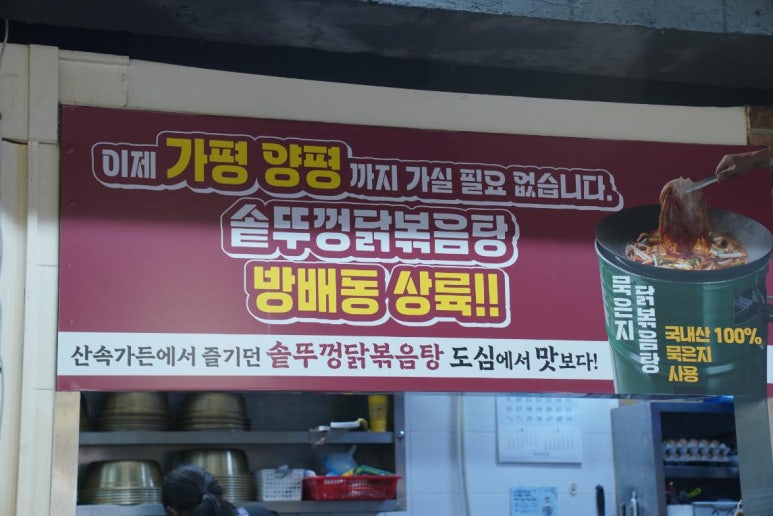 이제 가평 양평 까지 가실 필요 없습니다.
솥뚜껑닭볶음탕
방배동 상륙!!
산속가든에서 즐기던 솥뚜껑닭볶음탕 도심에서 맛보다!
묵은지
닭볶음탕
국내산 100%
묵은지
사용